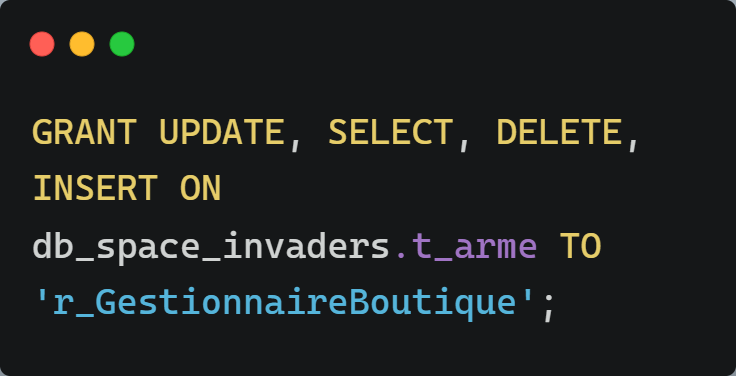 GRANT UPDATE, SELECT, DELETE,
INSERT ON
db_space_invaders.t_arme TO
'r_GestionnaireBoutique';